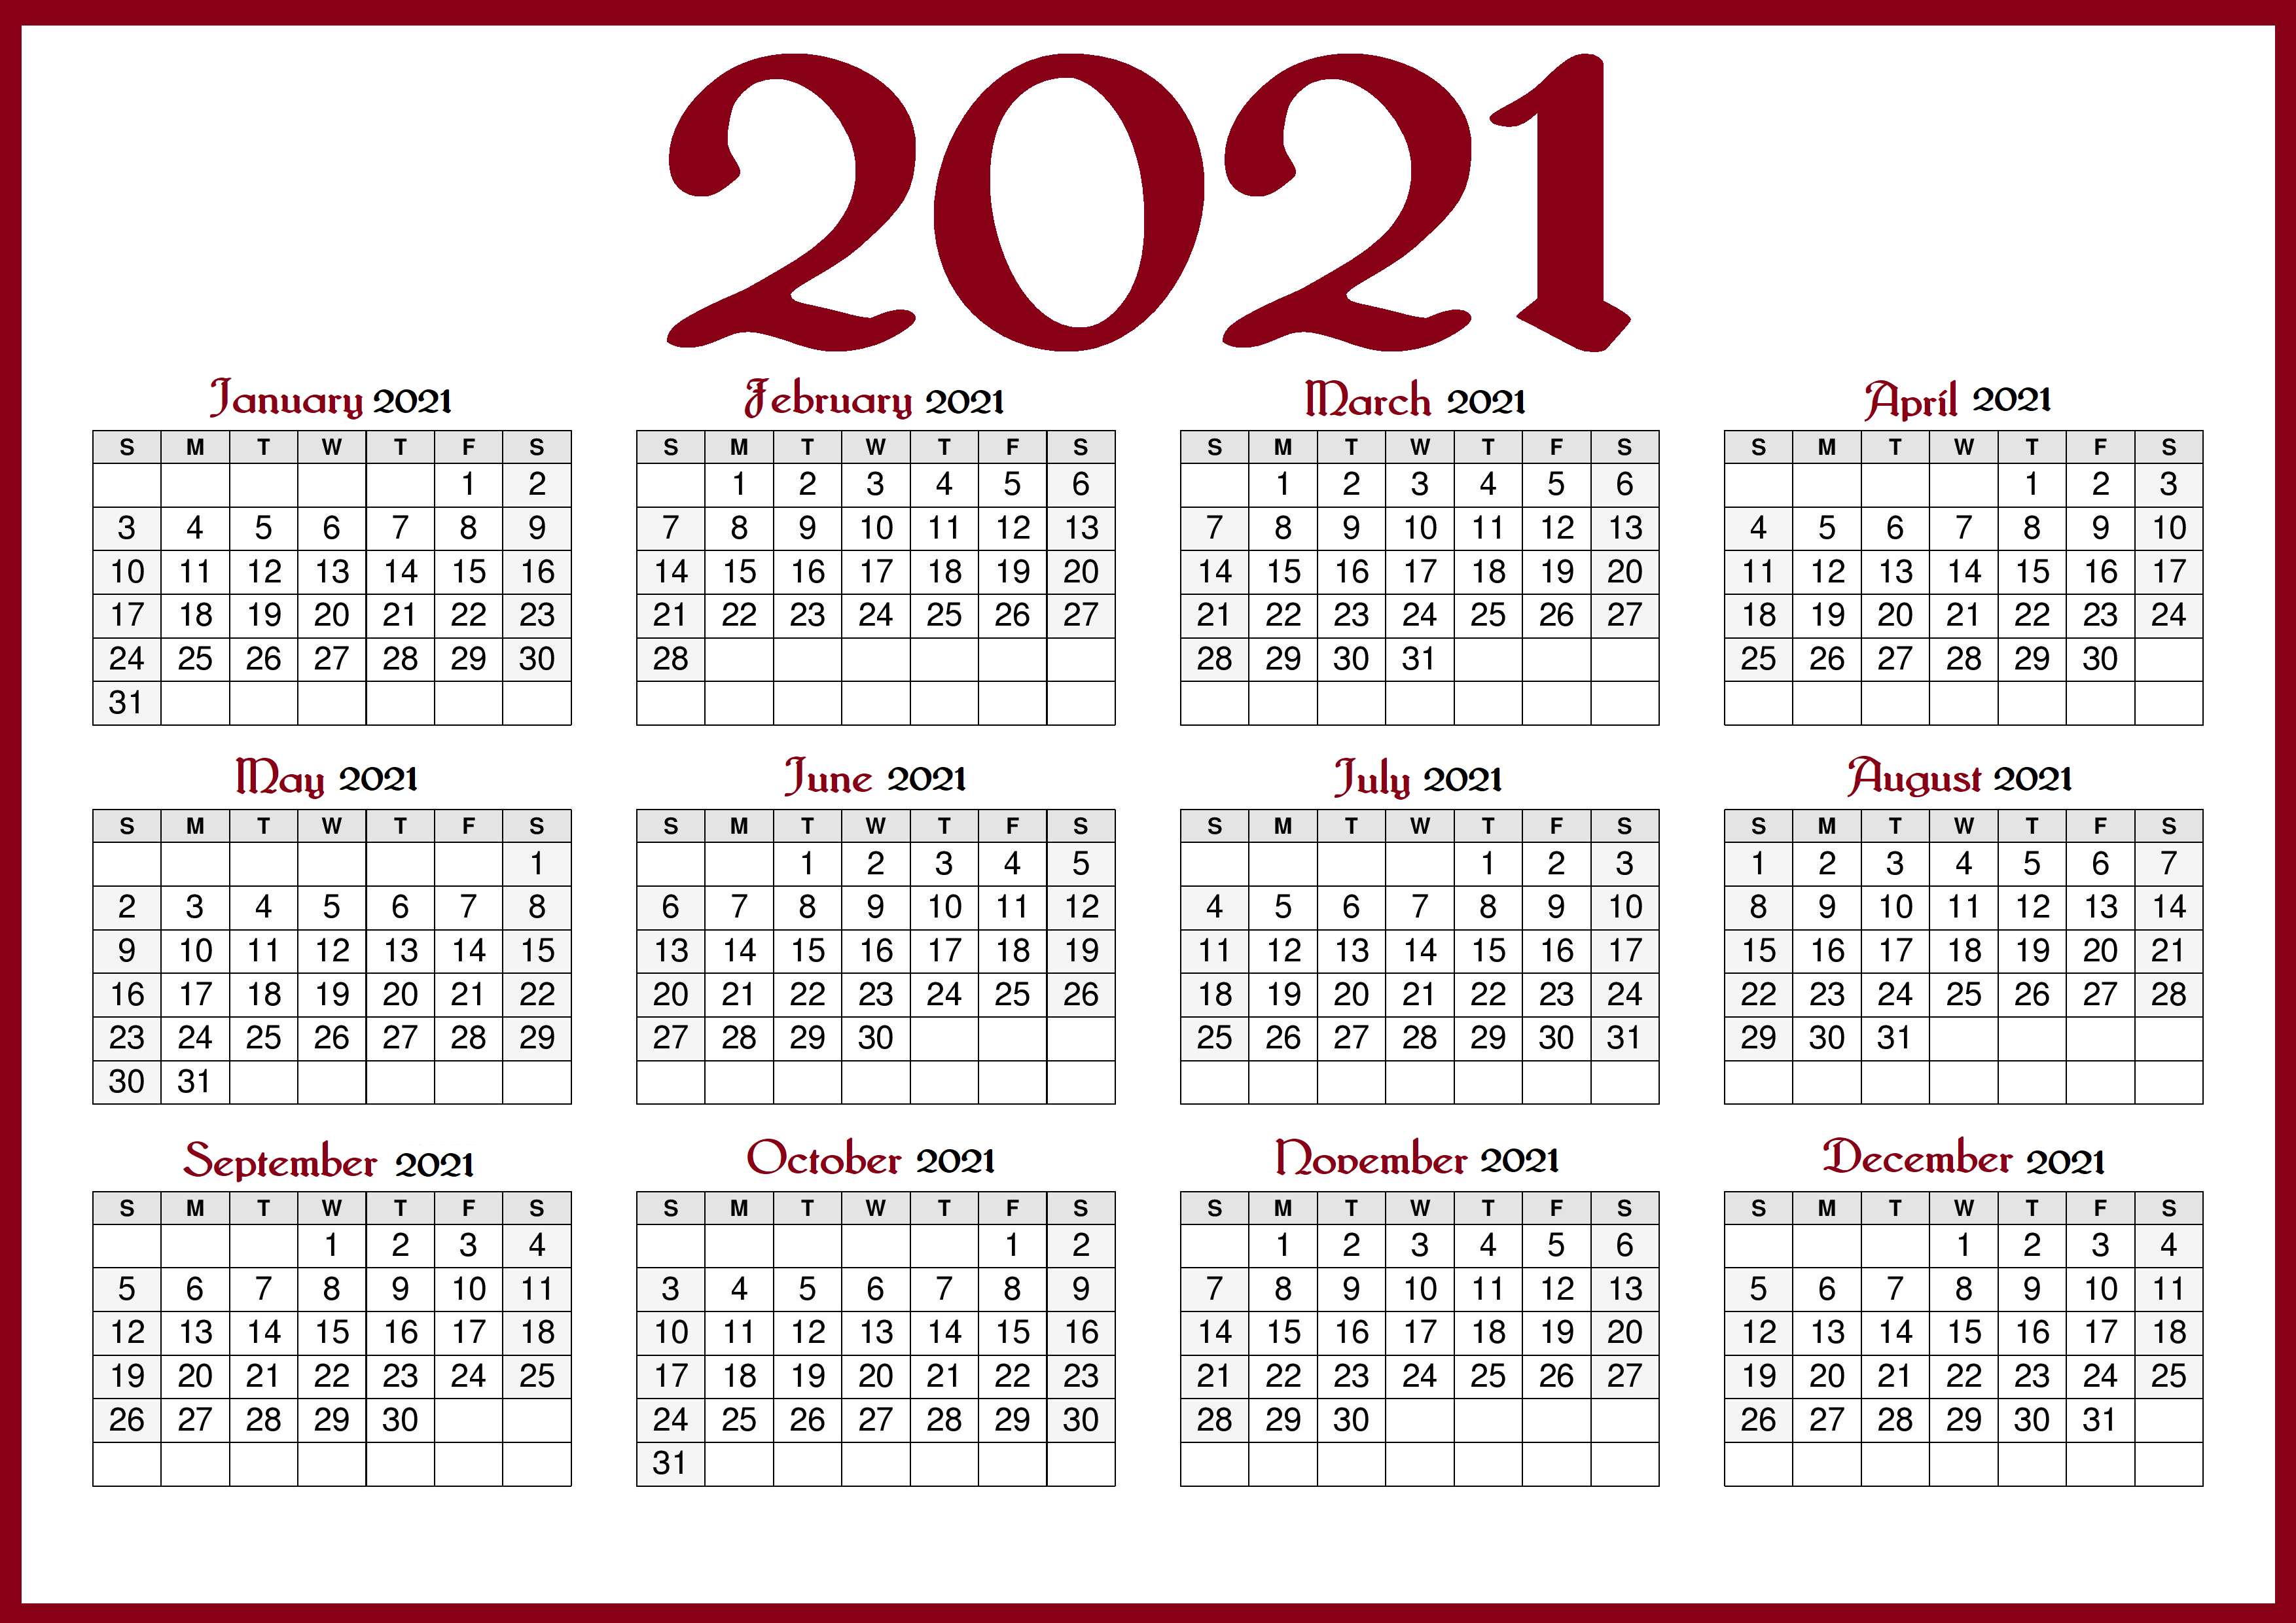 2021
January 2021
S M T W T F S
1 2
3 4 5 6 7 8 9
10 11 12 13 14 15 16
17 18 19 20 21 22 23
24 25 26 27 28 29 30
31
February 2021
S M T W T F S
1 2 3 4 5 6
7 8 9 10 11 12 13
14 15 16 17 18 19 20
21 22 23 24 25 26 27
28
March 2021
S M T W T F S
1 2 3 4 5 6
7 8 9 10 11 12 13
14 15 16 17 18 19 20
21 22 23 24 25 26 27
28 29 30 31
April 2021
S M T W T F S
1 2 3
4 5 6 7 8 9 10
11 12 13 14 15 16 17
18 19 20 21 22 23 24
25 26 27 28 29 30
May 2021
S M T W T F S
1
2 3 4 5 6 7 8
9 10 11 12 13 14 15
16 17 18 19 20 21 22
23 24 25 26 27 28 29
30 31
June 2021
S M T W T F S
1 2 3 4 5
6 7 8 9 10 11 12
13 14 15 16 17 18 19
20 21 22 23 24 25 26
27 28 29 30
July 2021
S M T W T F S
1 2 3
4 5 6 7 8 9 10
11 12 13 14 15 16 17
18 19 20 21 22 23 24
25 26 27 28 29 30 31
August 2021
S M T W T F S
1 2 3 4 5 6 7
8 9 10 11 12 13 14
15 16 17 18 19 20 21
22 23 24 25 26 27 28
29 30 31
September 2021
S M T W T F S
1 2 3 4
5 6 7 8 9 10 11
12 13 14 15 16 17 18
19 20 21 22 23 24 25
26 27 28 29 30
October 2021
S M T W T F S
1 2
3 4 5 6 7 8 9
10 11 12 13 14 15 16
17 18 19 20 21 22 23
24 25 26 27 28 29 30
31
November 2021
S M T W T F S
1 2 3 4 5 6
7 8 9 10 11 12 13
14 15 16 17 18 19 20
21 22 23 24 25 26 27
28 29 30
December 2021
S M T W T F S
1 2 3 4
5 6 7 8 9 10 11
12 13 14 15 16 17 18
19 20 21 22 23 24 25
26 27 28 29 30 31